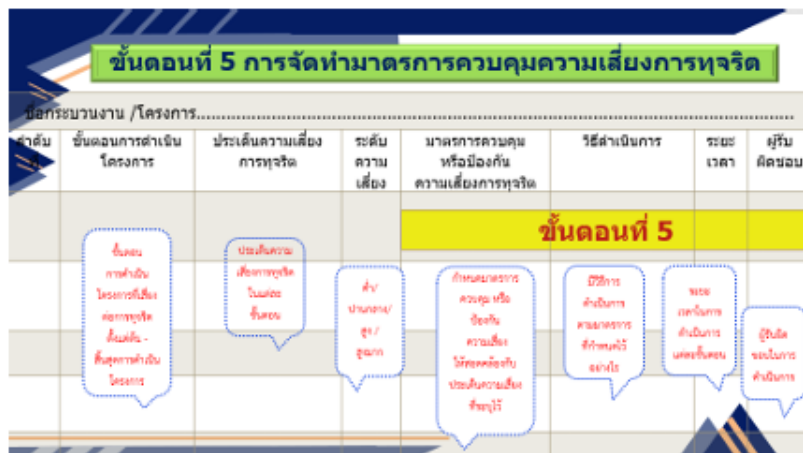 ขั้นตอนที่ 5 การจัดทำมาตรการควบคุมความเสี่ยงการทุจริต
ชื่อกระบวนงาน /โครงการ
ลำดับ
ที่
ขั้นตอนการดำเนิน
โครงการ
ประเด็นความเสี่ยง
การทุจริต
ระดับ
ความ
เสี่ยง
มาตรการควบคุม
หรือป้องกัน
ความเสี่ยงการทุจริต
วิธีดำเนินการ
ระยะ
เวลา
ผู้รับ
ผิดชอบ
ขั้นตอนที่ 5
ขั้นตอน
การดำเนิน
โครงการที่เสี่ยง
ต่อการทุจริต
ตั้งแต่ต้น -
สิ้นสุดการดำเนิน
โครงการ
ประเด็นความ
เสี่ยงการทุจริต
ในแต่ละ
ขั้นตอน
ต่ำ/
ปานกลาง/
สูง /
สูงมาก
กำหนดมาตรการ
ควบคุม หรือ
ป้องกัน
ความเสี่ยง
ให้สอดคล้องกับ
ประเด็นความเสี่ยง
ที่ระบุไว้
มีวิธีการ
ดำเนินการ
ตามมาตรการ
ที่กำหนดไว้
อย่างไร
ระยะ
เวลาในการ
ดำเนินการ
แต่ละขั้นตอน
ผู้รับผิด
ชอบในการ
ดำเนินการ